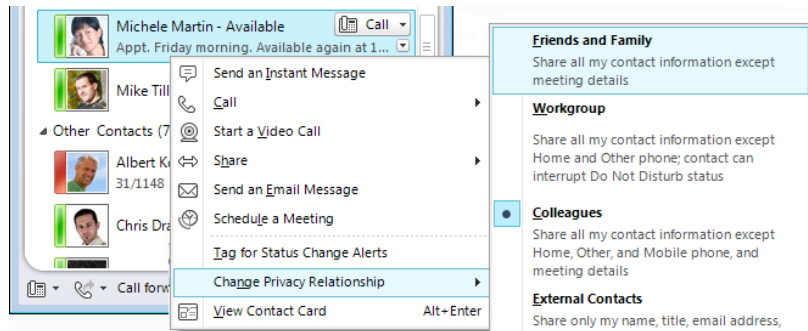 Michele Martin - Available
Call
Appt. Friday morning. Available again at 1...
Mike Till
Other Contacts (7
Albert K
31/1148
Chris Dra
Call forw
Send an Instant Message
Call
Start a Video Call
Share
Send an Email Message
Schedule a Meeting
Tag for Status Change Alerts
Change Privacy Relationship
View Contact Card Alt+Enter
Friends and Family
Share all my contact information except
meeting details
Workgroup
Share all my contact information except
Home and Other phone; contact can
interrupt Do Not Disturb status
Colleagues
Share all my contact information except
Home, Other, and Mobile phone, and
meeting details
External Contacts
Share only my name, title, email address,